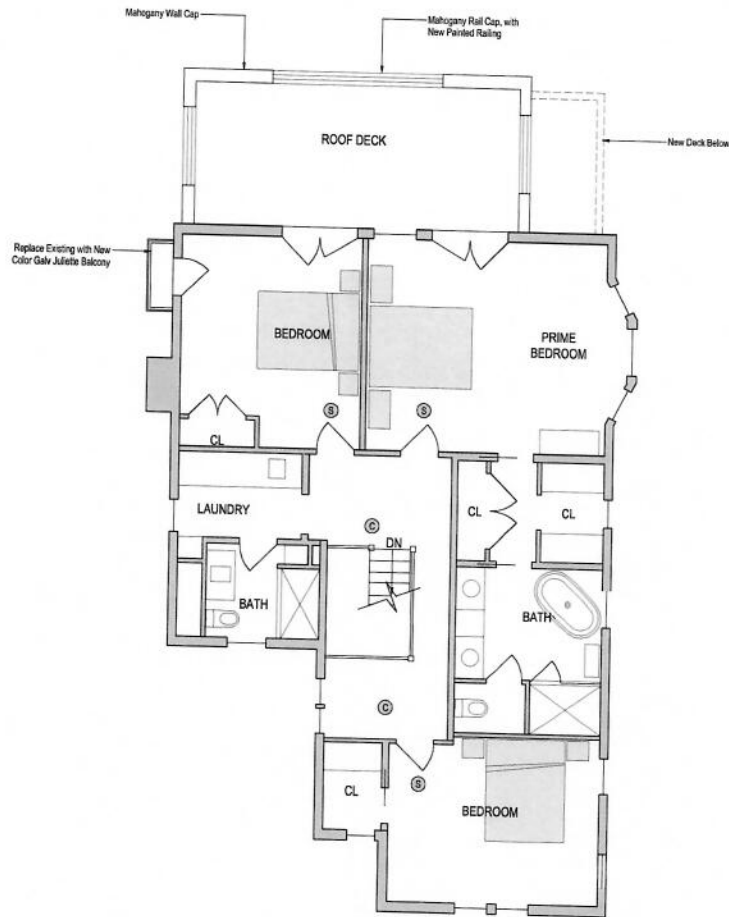 Mahogany Wall Cap
Mahogany Rail Cap, with
New Painted Railing
ROOF DECK
New Deck Below
Replace Existing with New
Color Galv Juliette Balcony
BEDROOM
PRIME
BEDROOM
S
S
CL
LAUNDRY
CL
CL
C
DN
BATH
BATH
C
S
CL
BEDROOM